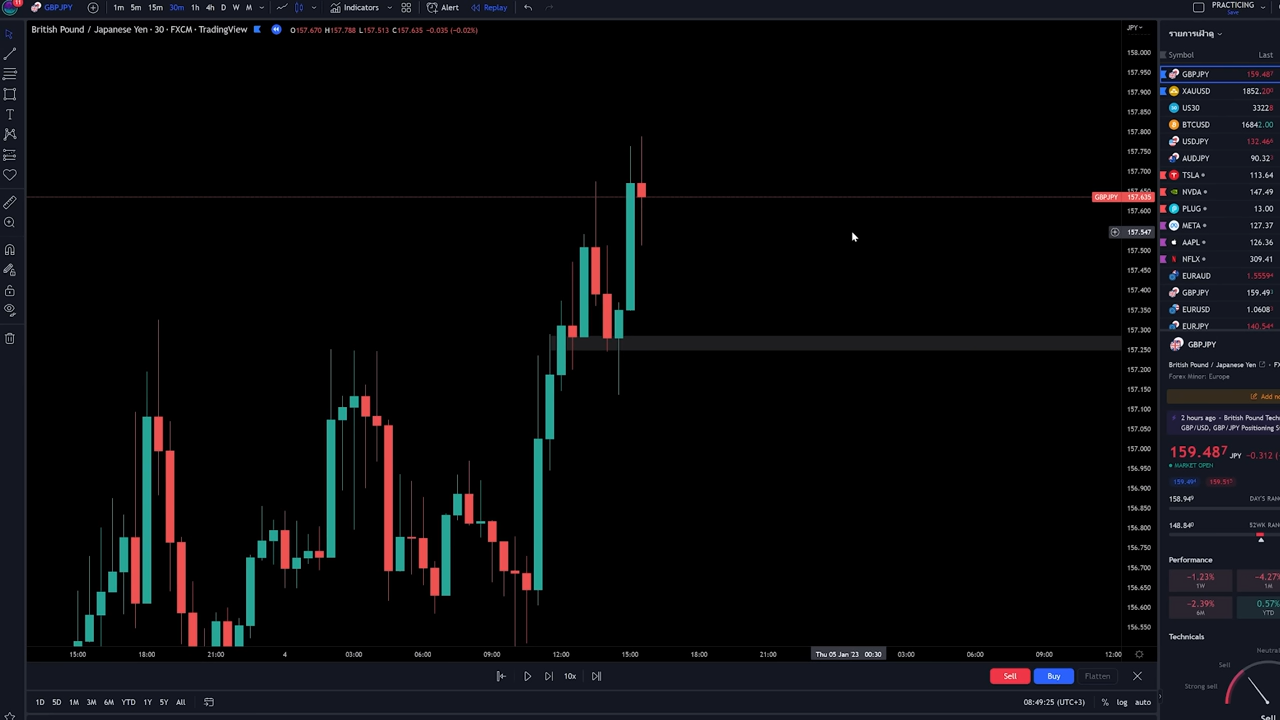 11
GBPJPY
1m 5m 15m 30m 1h 4h D W M
Indicators
Alert
Replay
PRACTICING
Save
British Pound / Japanese Yen · 30 · FXCM · TradingView
O157.670 H157.788 L157.513 C157.635 −0.035 (−0.02%)
JPY
158.000
157.950
157.900
157.850
157.800
157.750
157.700
157.650
GBPJPY 157.635
157.600
157.547
157.500
157.450
157.400
157.350
157.300
157.250
157.200
157.150
157.100
157.050
157.000
156.950
156.900
156.850
156.800
156.750
156.700
156.650
156.600
156.550
15:00 18:00 21:00 4 03:00 06:00 09:00 12:00 15:00 18:00 21:00 Thu 05 Jan '23 00:30 03:00 06:00 09:00 12:00
10x
Sell Buy Flatten
1D 5D 1M 3M 6M YTD 1Y 5Y All
08:49:25 (UTC+3) % log auto
รายการเฝ้าดู
Symbol Last
GBPJPY 159.487
XAUUSD 1852.200
US30 33228
BTCUSD 16842.00
USDJPY 132.466
AUDJPY 90.32
TSLA 113.64
NVDA 147.49
PLUG 13.00
META 127.37
AAPL 126.36
NFLX 309.41
EURAUD 1.5559
GBPJPY 159.49
EURUSD 1.0608
EURJPY 140.54
GBPJPY
British Pound / Japanese Yen
Forex Minor: Europe
Add no
2 hours ago - British Pound Techn
GBP/USD, GBP/JPY Positioning S
159.487 JPY −0.312 (
MARKET OPEN
159.49 159.51
158.94 DAY'S RAN
148.84 52WK RAN
Performance
−1.23% −4.27%
1W 1M
−2.39% 0.57%
6M YTD
Technicals
Neutra
Sell
Strong sell
Sell